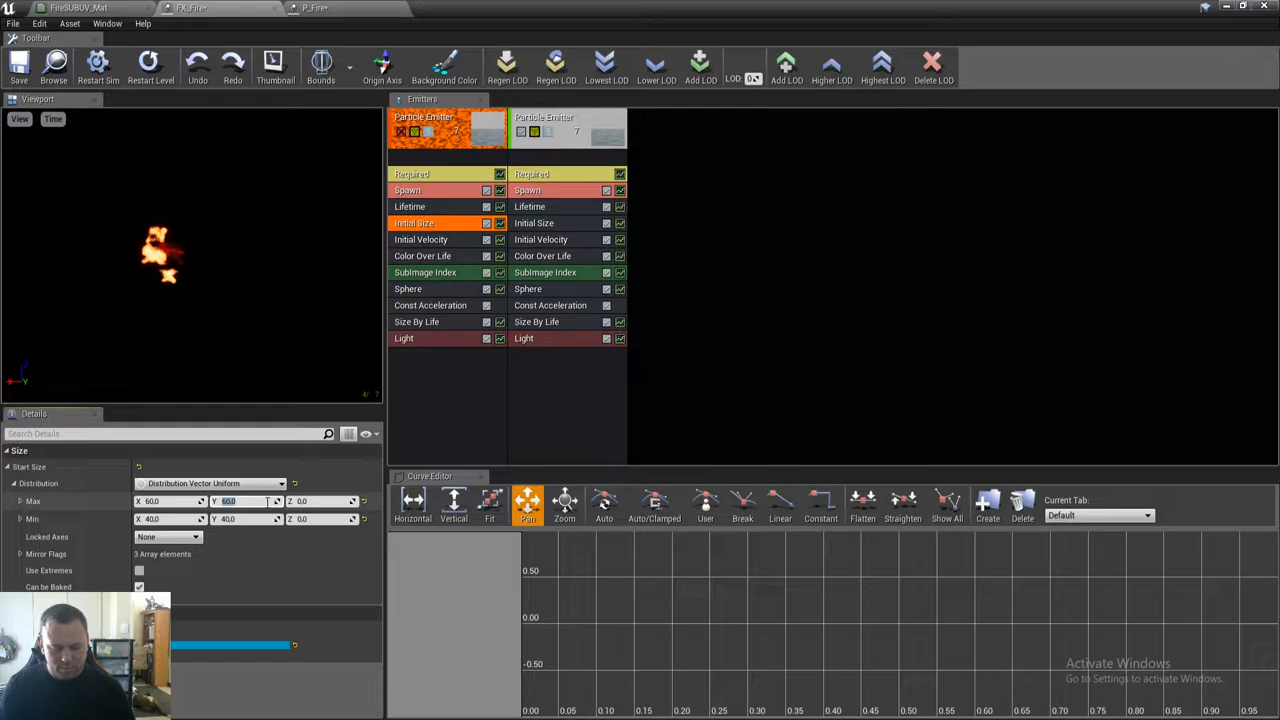 FireSUBUV_Mat
FX_Fire*
P_Fire*
File Edit Asset Window Help
Toolbar
Save Browse Restart Sim Restart Level Undo Redo Thumbnail Bounds Origin Axis Background Color Regen LOD Regen LOD Lowest LOD Lower LOD Add LOD LOD: 0 Add LOD Higher LOD Highest LOD Delete LOD
Viewport
Emitters
View Time
Particle Emitter Particle Emitter
7 7
Required Required
Spawn Spawn
Lifetime Lifetime
Initial Size Initial Size
Initial Velocity Initial Velocity
Color Over Life Color Over Life
SubImage Index SubImage Index
Sphere Sphere
Const Acceleration Const Acceleration
Size By Life Size By Life
Light Light
Z
X Y
Details
Search Details
Size
Start Size
Distribution Distribution Vector Uniform
Max X 60,0 Y 60,0 Z 0,0
Min X 40,0 Y 40,0 Z 0,0
Locked Axes None
Mirror Flags 3 Array elements
Use Extremes
Can be Baked
Curve Editor
Horizontal Vertical Fit Pan Zoom Auto Auto/Clamped User Break Linear Constant Flatten Straighten Show All Create Delete
Current Tab:
Default
0.50
0.00
-0.50
0.00 0.05 0.10 0.15 0.20 0.25 0.30 0.35 0.40 0.45 0.50 0.55 0.60 0.65 0.70 0.75 0.80 0.85 0.90 0.95
Activate Windows
Go to Settings to activate Windows.